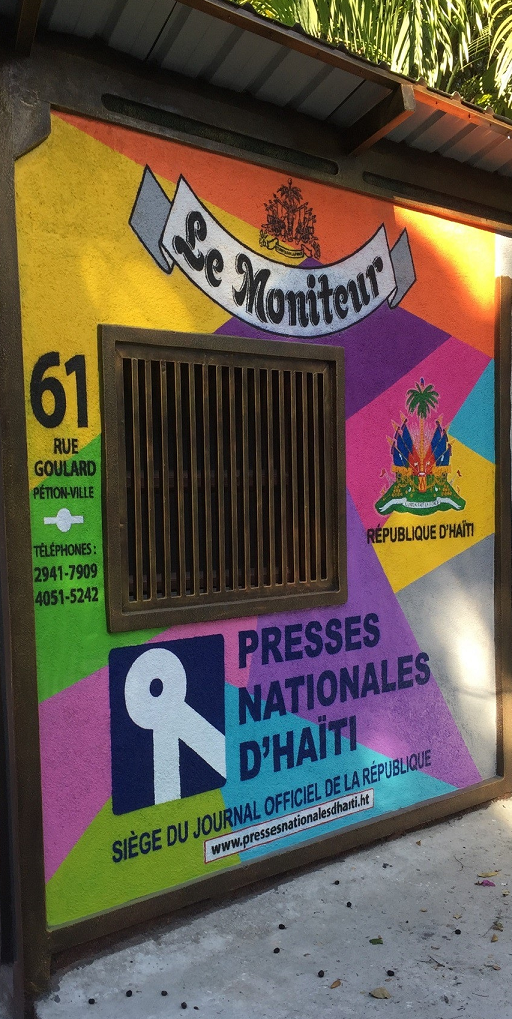 Le Moniteur
61
RUE
GOULARD
PÉTION-VILLE
TÉLÉPHONES :
2941-7909
4051-5242
RÉPUBLIQUE D'HAÏTI
PRESSES
NATIONALES
D'HAÏTI
SIÈGE DU JOURNAL OFFICIEL DE LA RÉPUBLIQUE
www.pressesnationalesdhaiti.ht